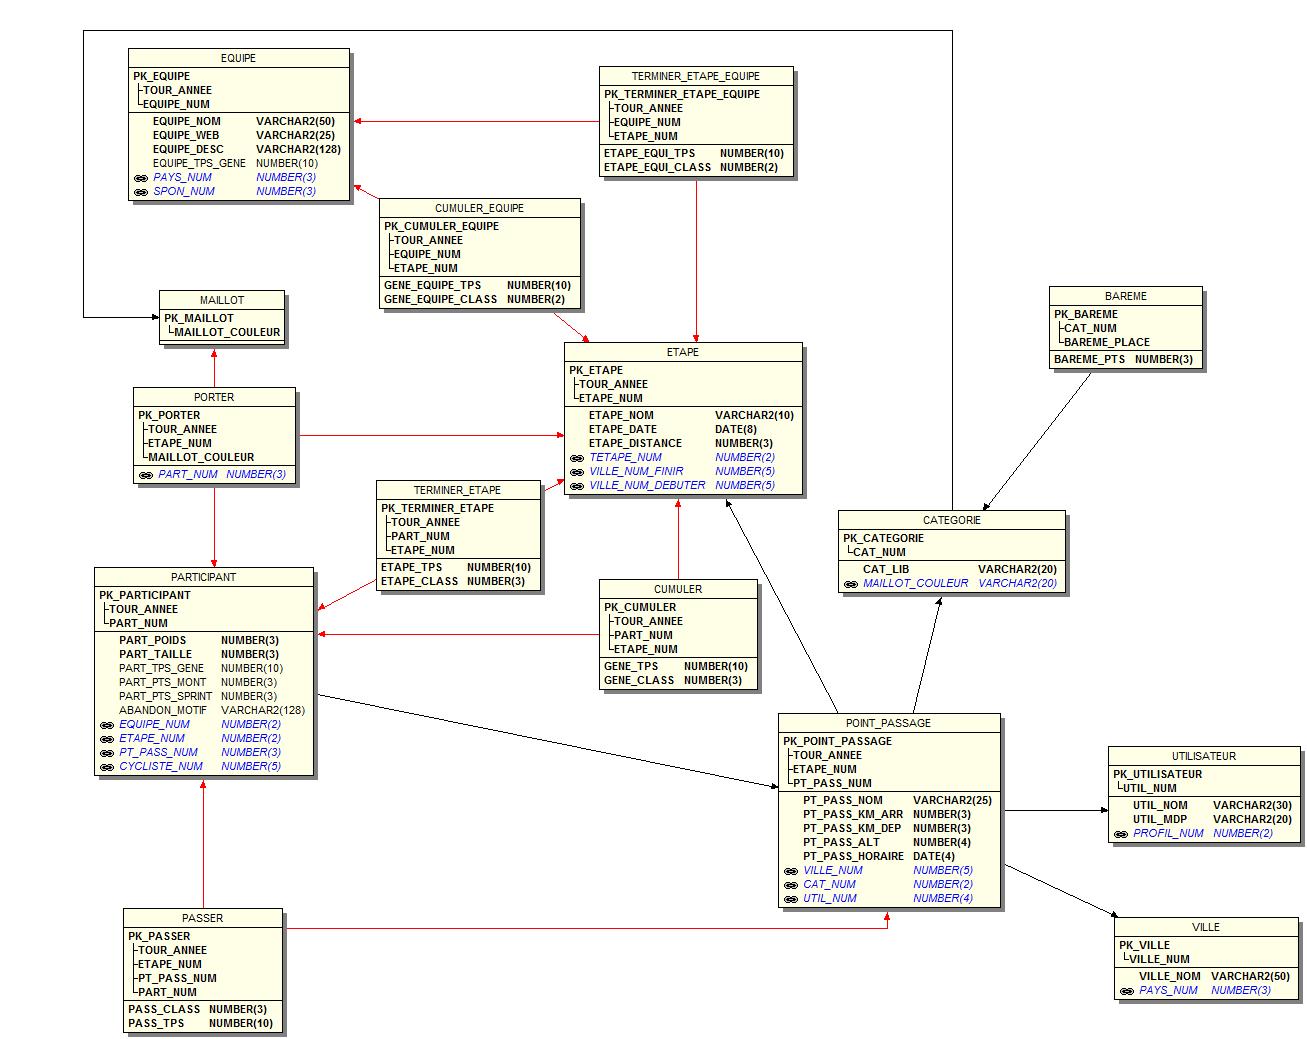 EQUIPE
PK_EQUIPE
TOUR_ANNEE
EQUIPE_NUM
EQUIPE_NOM VARCHAR2(50)
EQUIPE_WEB VARCHAR2(25)
EQUIPE_DESC VARCHAR2(128)
EQUIPE_TPS_GENE NUMBER(10)
PAYS_NUM NUMBER(3)
SPON_NUM NUMBER(3)
TERMINER_ETAPE_EQUIPE
PK_TERMINER_ETAPE_EQUIPE
TOUR_ANNEE
EQUIPE_NUM
ETAPE_NUM
ETAPE_EQUI_TPS NUMBER(10)
ETAPE_EQUI_CLASS NUMBER(2)
CUMULER_EQUIPE
PK_CUMULER_EQUIPE
TOUR_ANNEE
EQUIPE_NUM
ETAPE_NUM
GENE_EQUIPE_TPS NUMBER(10)
GENE_EQUIPE_CLASS NUMBER(2)
MAILLOT
PK_MAILLOT
MAILLOT_COULEUR
BAREME
PK_BAREME
CAT_NUM
BAREME_PLACE
BAREME_PTS NUMBER(3)
ETAPE
PK_ETAPE
TOUR_ANNEE
ETAPE_NUM
ETAPE_NOM VARCHAR2(10)
ETAPE_DATE DATE(8)
ETAPE_DISTANCE NUMBER(3)
TETAPE_NUM NUMBER(2)
VILLE_NUM_FINIR NUMBER(5)
VILLE_NUM_DEBUTER NUMBER(5)
PORTER
PK_PORTER
TOUR_ANNEE
ETAPE_NUM
MAILLOT_COULEUR
PART_NUM NUMBER(3)
TERMINER_ETAPE
PK_TERMINER_ETAPE
TOUR_ANNEE
PART_NUM
ETAPE_NUM
ETAPE_TPS NUMBER(10)
ETAPE_CLASS NUMBER(3)
CATEGORIE
PK_CATEGORIE
CAT_NUM
CAT_LIB VARCHAR2(20)
MAILLOT_COULEUR VARCHAR2(20)
PARTICIPANT
PK_PARTICIPANT
TOUR_ANNEE
PART_NUM
PART_POIDS NUMBER(3)
PART_TAILLE NUMBER(3)
PART_TPS_GENE NUMBER(10)
PART_PTS_MONT NUMBER(3)
PART_PTS_SPRINT NUMBER(3)
ABANDON_MOTIF VARCHAR2(128)
EQUIPE_NUM NUMBER(2)
ETAPE_NUM NUMBER(2)
PT_PASS_NUM NUMBER(3)
CYCLISTE_NUM NUMBER(5)
CUMULER
PK_CUMULER
TOUR_ANNEE
PART_NUM
ETAPE_NUM
GENE_TPS NUMBER(10)
GENE_CLASS NUMBER(3)
POINT_PASSAGE
PK_POINT_PASSAGE
TOUR_ANNEE
ETAPE_NUM
PT_PASS_NUM
PT_PASS_NOM VARCHAR2(25)
PT_PASS_KM_ARR NUMBER(3)
PT_PASS_KM_DEP NUMBER(3)
PT_PASS_ALT NUMBER(4)
PT_PASS_HORAIRE DATE(4)
VILLE_NUM NUMBER(5)
CAT_NUM NUMBER(2)
UTIL_NUM NUMBER(4)
UTILISATEUR
PK_UTILISATEUR
UTIL_NUM
UTIL_NOM VARCHAR2(30)
UTIL_MDP VARCHAR2(20)
PROFIL_NUM NUMBER(2)
PASSER
PK_PASSER
TOUR_ANNEE
ETAPE_NUM
PT_PASS_NUM
PART_NUM
PASS_CLASS NUMBER(3)
PASS_TPS NUMBER(10)
VILLE
PK_VILLE
VILLE_NUM
VILLE_NOM VARCHAR2(50)
PAYS_NUM NUMBER(3)